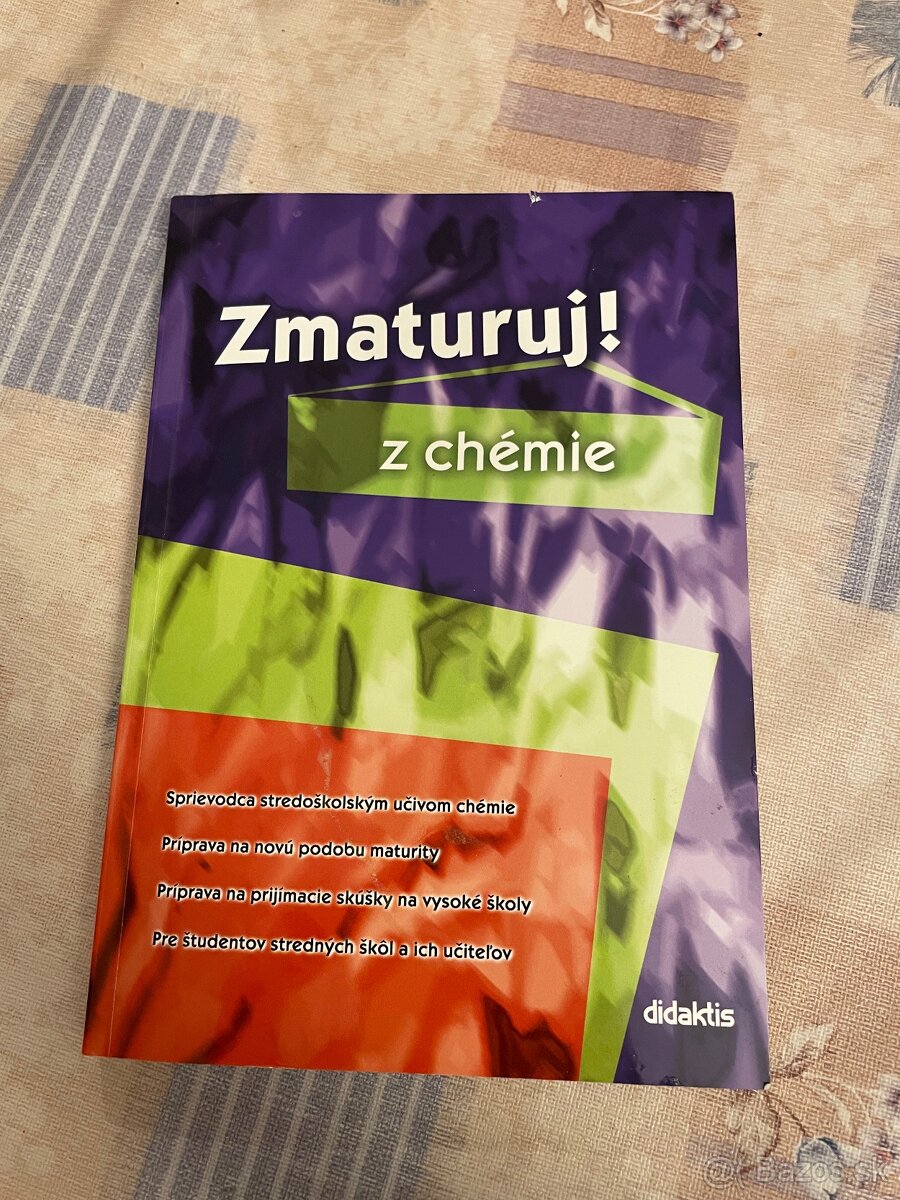 Zmaturuj!
z chémie
Sprievodca stredoškolským učivom chémie
Príprava na novú podobu maturity
Príprava na prijímacie skúšky na vysoké školy
Pre študentov stredných škôl a ich učiteľov
didaktis
@ Bazos.sk